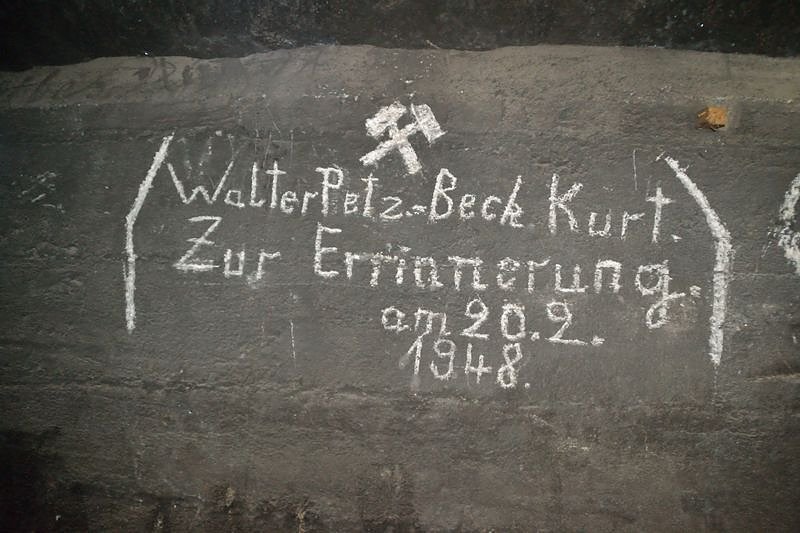 Walter Petz.-Beck Kurt.
Zur Errinnerung.
am 20.2.
1948.